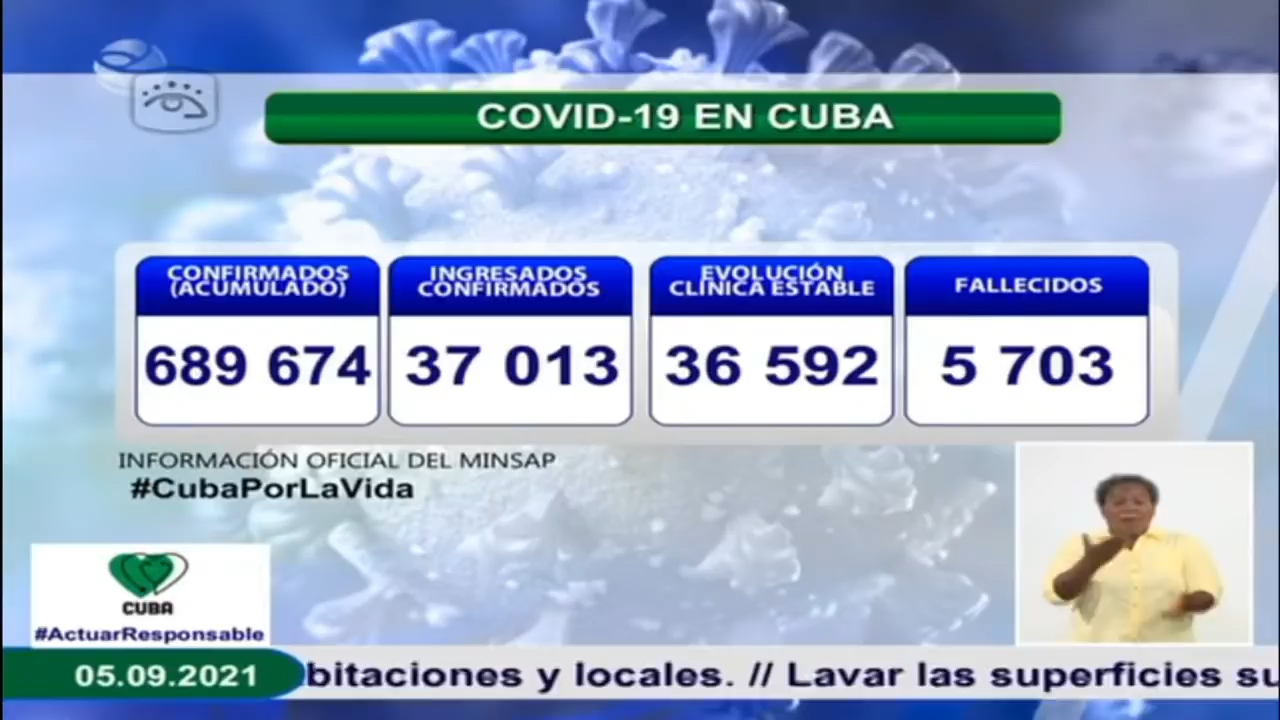 COVID-19 EN CUBA
CONFIRMADOS
(ACUMULADO)
689 674
INGRESADOS
CONFIRMADOS
37 013
EVOLUCIÓN
CLÍNICA ESTABLE
36 592
FALLECIDOS
5 703
INFORMACIÓN OFICIAL DEL MINSAP
#CubaPorLaVida
CUBA
#ActuarResponsable
05.09.2021
bitaciones y locales. // Lavar las superficies su